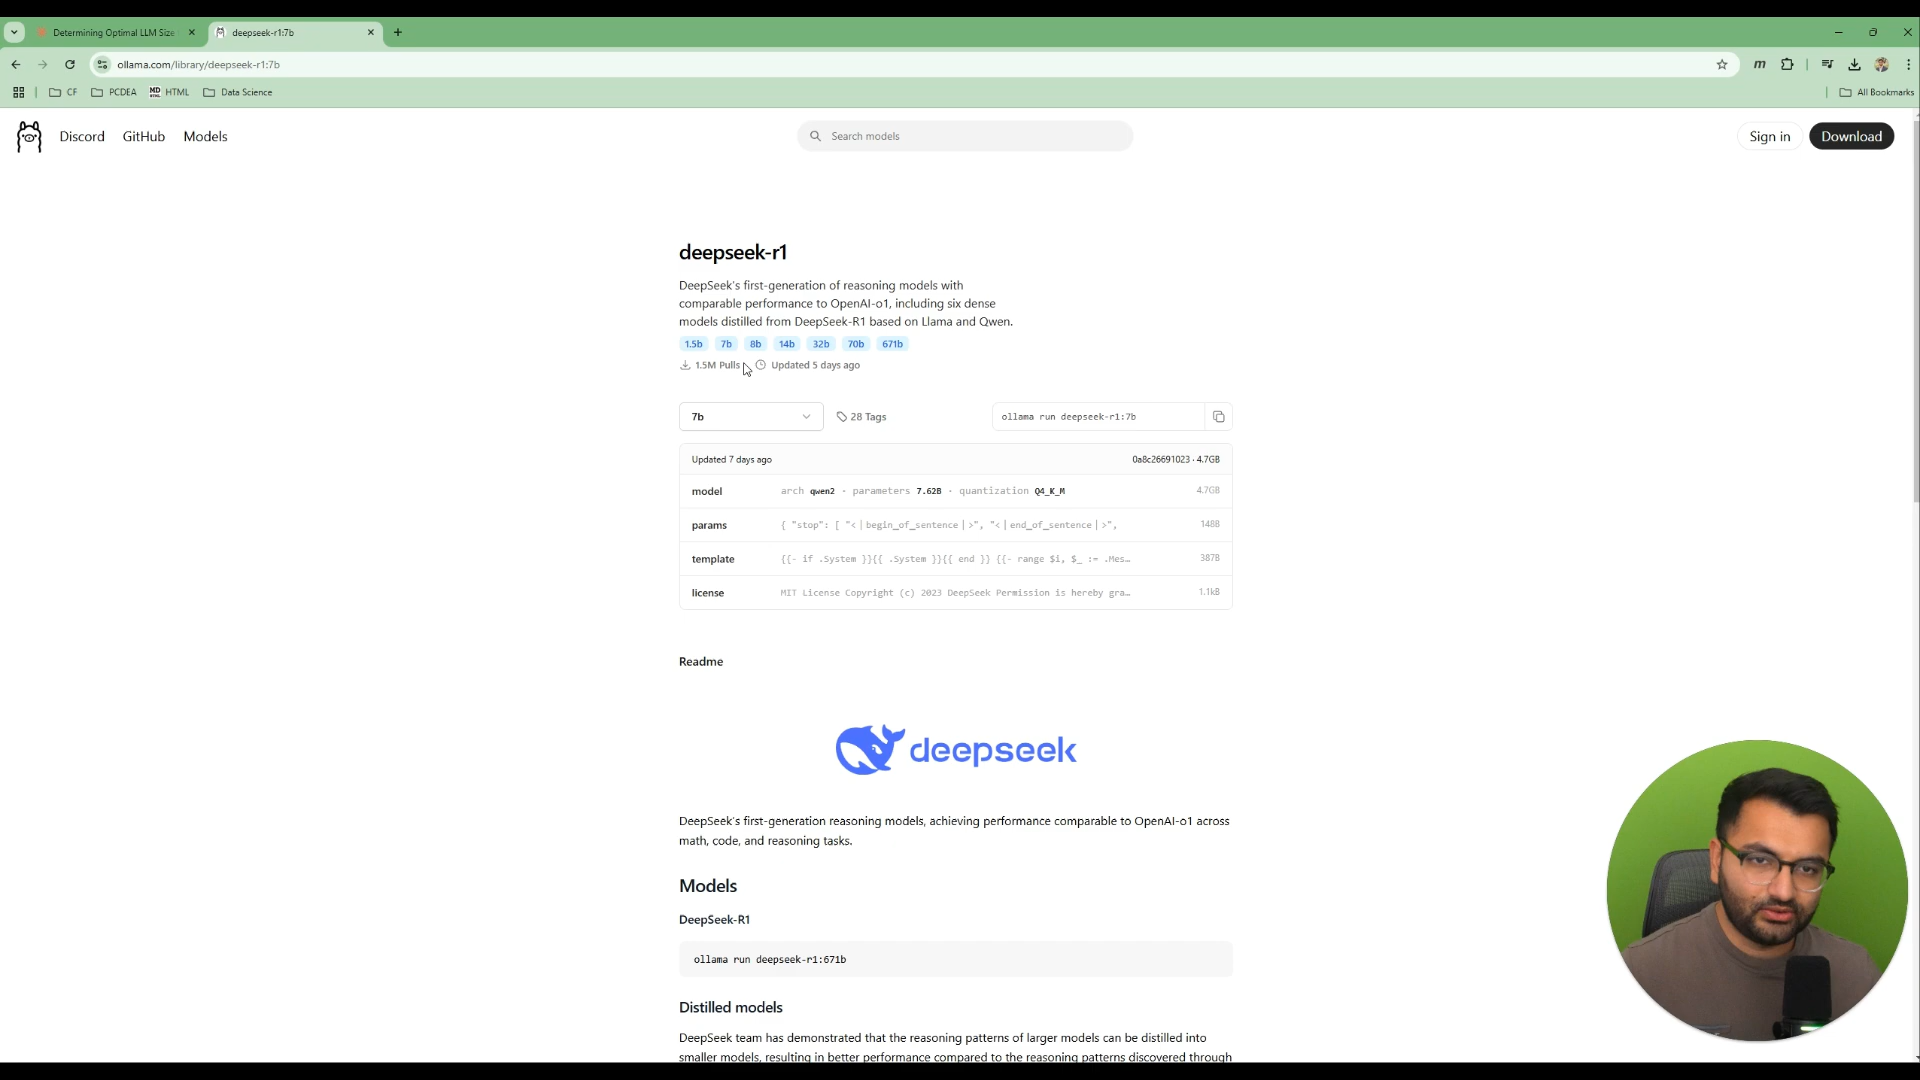 Determining Optimal LLM Size
deepseek-r1:7b
ollama.com/library/deepseek-r1:7b
CF
PCDEA
HTML
Data Science
All Bookmarks
Discord
GitHub
Models
Search models
Sign in
Download
deepseek-r1
DeepSeek's first-generation of reasoning models with
comparable performance to OpenAI-o1, including six dense
models distilled from DeepSeek-R1 based on Llama and Qwen.
1.5b 7b 8b 14b 32b 70b 671b
1.5M Pulls Updated 5 days ago
7b
28 Tags
ollama run deepseek-r1:7b
Updated 7 days ago
0a8c26691023 · 4.7GB
model arch qwen2 · parameters 7.62B · quantization Q4_K_M 4.7GB
params { "stop": [ "<|begin_of_sentence|>", "<|end_of_sentence|>", 148B
template {{- if .System }}{{ .System }}{{ end }} {{- range $i, $_ := .Mes… 387B
license MIT License Copyright (c) 2023 DeepSeek Permission is hereby gra… 1.1kB
Readme
deepseek
DeepSeek's first-generation reasoning models, achieving performance comparable to OpenAI-o1 across
math, code, and reasoning tasks.
Models
DeepSeek-R1
ollama run deepseek-r1:671b
Distilled models
DeepSeek team has demonstrated that the reasoning patterns of larger models can be distilled into
smaller models, resulting in better performance compared to the reasoning patterns discovered through